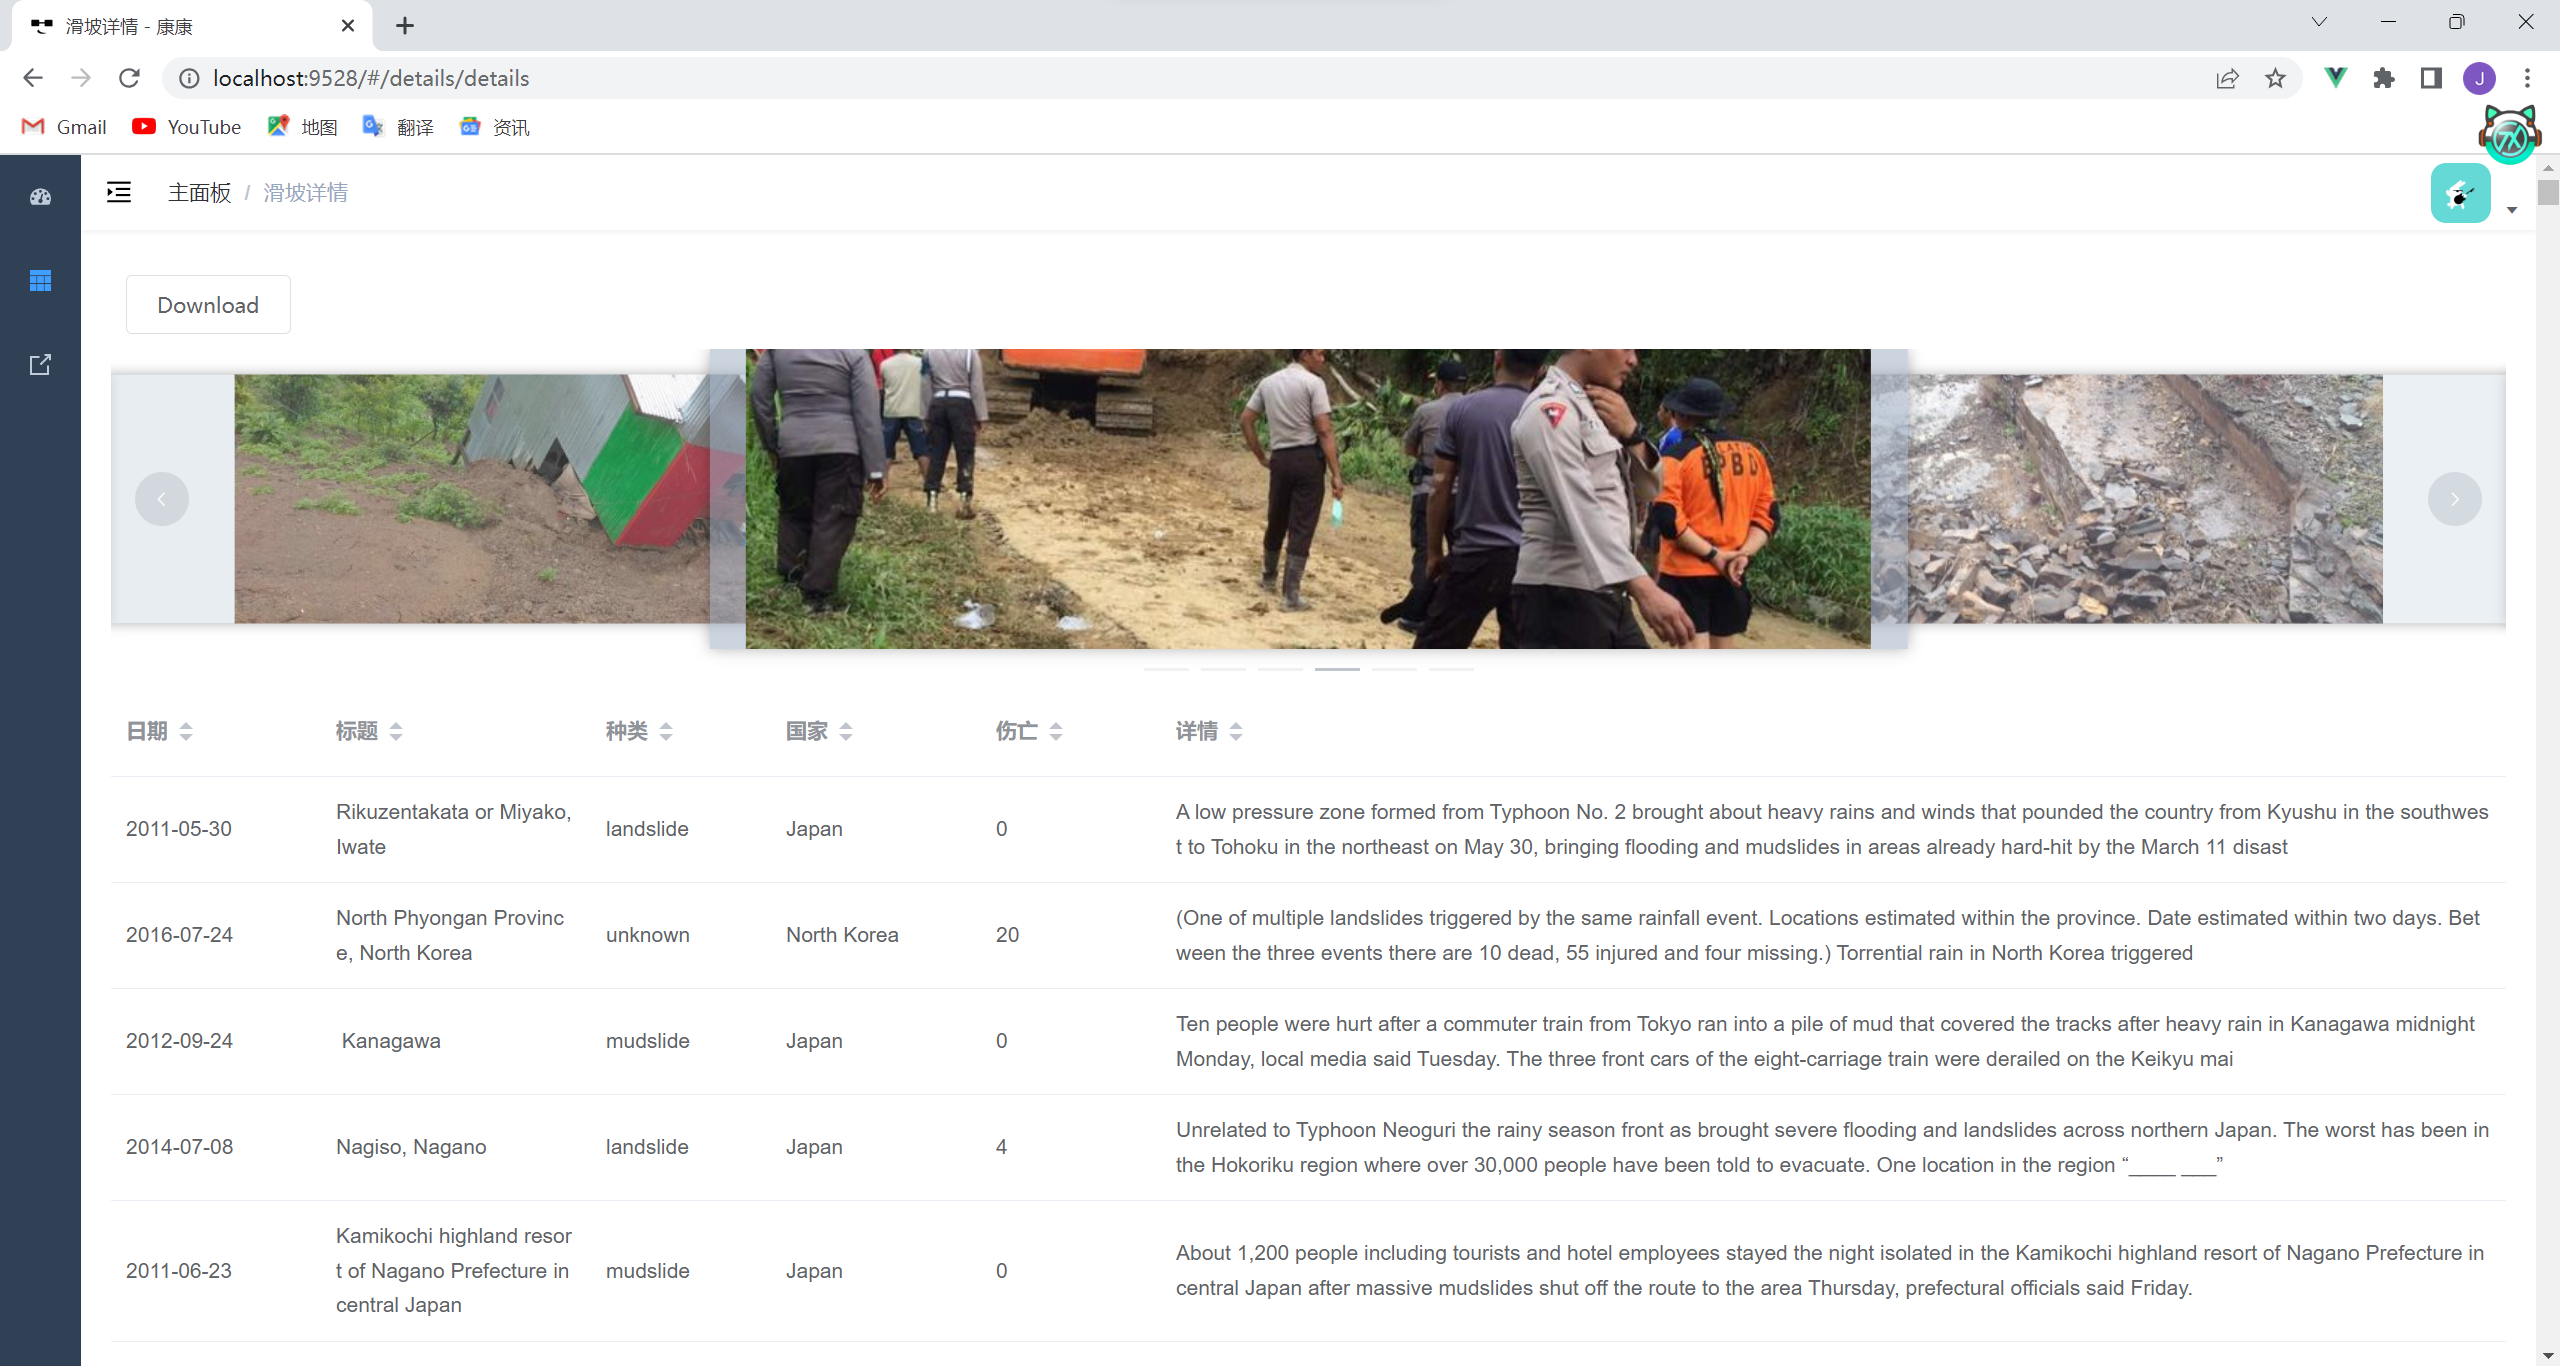 滑坡详情 - 康康
localhost:9528/#/details/details
J
Gmail YouTube 地图 翻译 资讯
7X
主面板 / 滑坡详情
Download
BPBD
日期 标题 种类 国家 伤亡 详情
2011-05-30
Rikuzentakata or Miyako,
Iwate
landslide
Japan
0
A low pressure zone formed from Typhoon No. 2 brought about heavy rains and winds that pounded the country from Kyushu in the southwes
t to Tohoku in the northeast on May 30, bringing flooding and mudslides in areas already hard-hit by the March 11 disast
2016-07-24
North Phyongan Provinc
e, North Korea
unknown
North Korea
20
(One of multiple landslides triggered by the same rainfall event. Locations estimated within the province. Date estimated within two days. Bet
ween the three events there are 10 dead, 55 injured and four missing.) Torrential rain in North Korea triggered
2012-09-24
Kanagawa
mudslide
Japan
0
Ten people were hurt after a commuter train from Tokyo ran into a pile of mud that covered the tracks after heavy rain in Kanagawa midnight
Monday, local media said Tuesday. The three front cars of the eight-carriage train were derailed on the Keikyu mai
2014-07-08
Nagiso, Nagano
landslide
Japan
4
Unrelated to Typhoon Neoguri the rainy season front as brought severe flooding and landslides across northern Japan. The worst has been in
the Hokoriku region where over 30,000 people have been told to evacuate. One location in the region “____ ___”
2011-06-23
Kamikochi highland resor
t of Nagano Prefecture in
central Japan
mudslide
Japan
0
About 1,200 people including tourists and hotel employees stayed the night isolated in the Kamikochi highland resort of Nagano Prefecture in
central Japan after massive mudslides shut off the route to the area Thursday, prefectural officials said Friday.